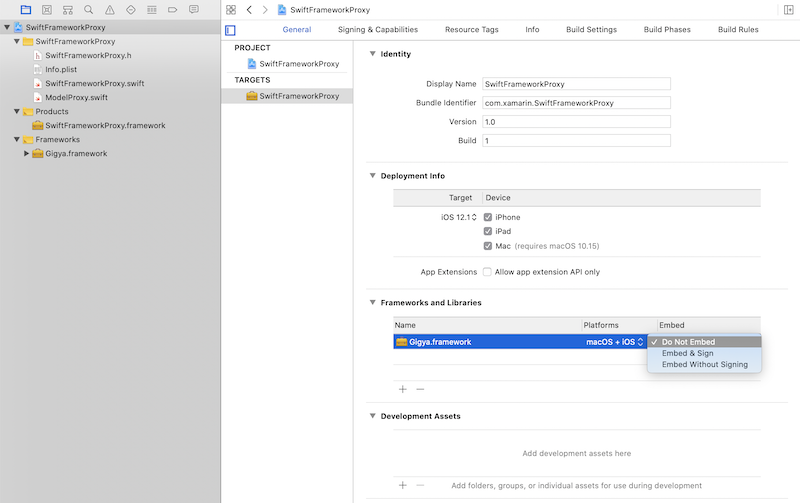 SwiftFrameworkProxy
SwiftFrameworkProxy
SwiftFrameworkProxy.h
Info.plist
SwiftFrameworkProxy.swift
ModelProxy.swift
Products
SwiftFrameworkProxy.framework
Frameworks
Gigya.framework
SwiftFrameworkProxy
General Signing & Capabilities Resource Tags Info Build Settings Build Phases Build Rules
PROJECT
SwiftFrameworkProxy
TARGETS
SwiftFrameworkProxy
Identity
Display Name SwiftFrameworkProxy
Bundle Identifier com.xamarin.SwiftFrameworkProxy
Version 1.0
Build 1
Deployment Info
Target Device
iOS 12.1 iPhone
iPad
Mac (requires macOS 10.15)
App Extensions Allow app extension API only
Frameworks and Libraries
Name Platforms Embed
Gigya.framework macOS + iOS Do Not Embed
Embed & Sign
Embed Without Signing
Development Assets
Add development assets here
Add folders, groups, or individual assets for use during development